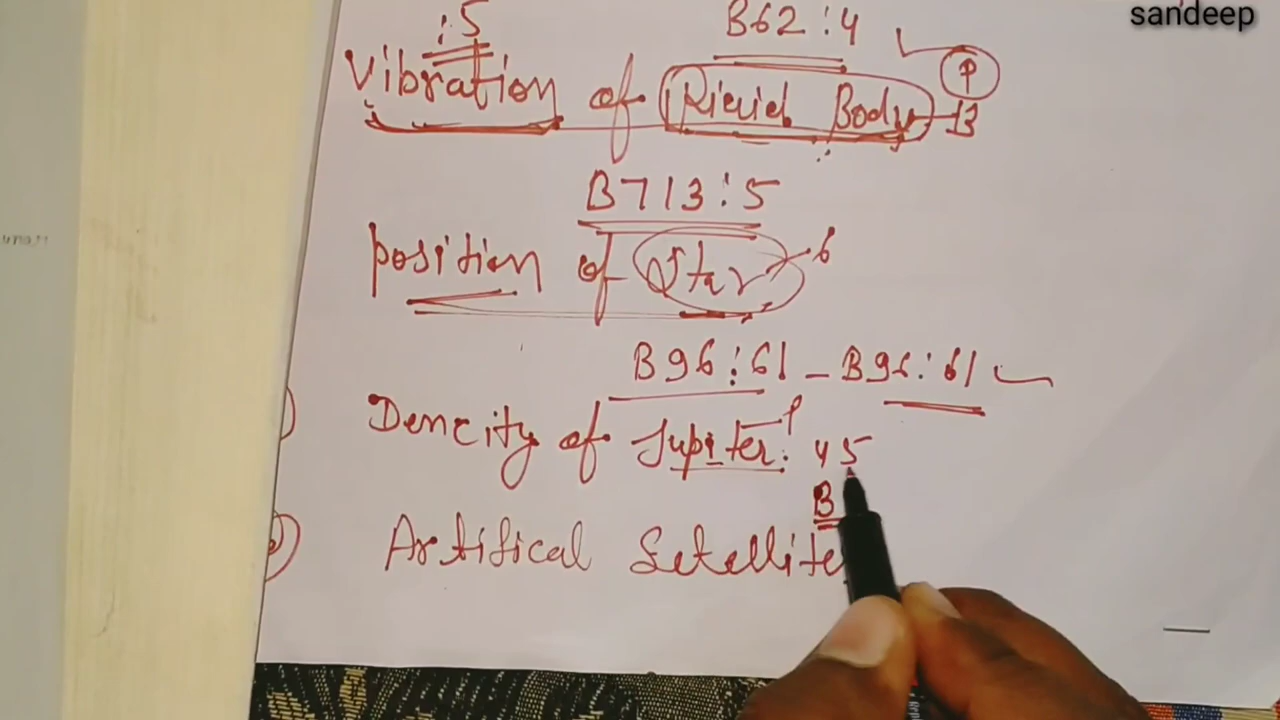 sandeep
:5 B62:4
Vibration of Rieid Body B P
B713:5
position of Star 6
B96:61 - B96:61
Dencity of Jupiter: 45
B
Artifical Setellite